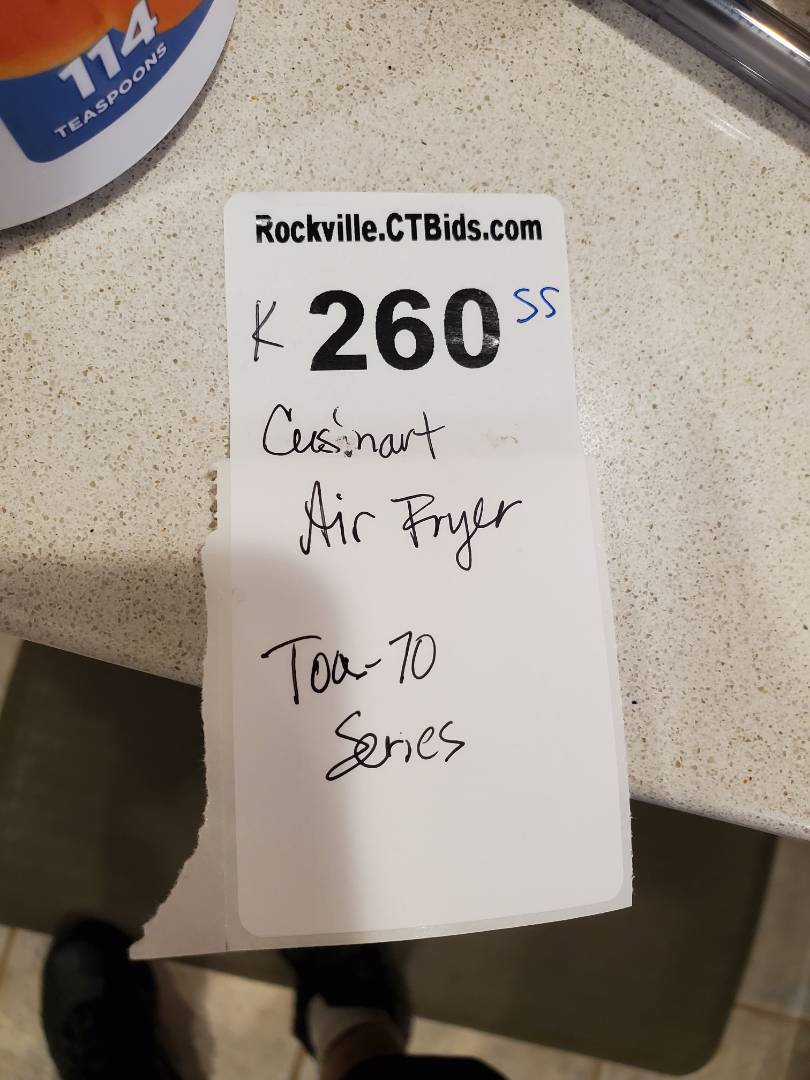 114
TEASPOONS
Rockville.CTBids.com
K 260 SS
Cusinart
Air Fryer
Toa-70
Series